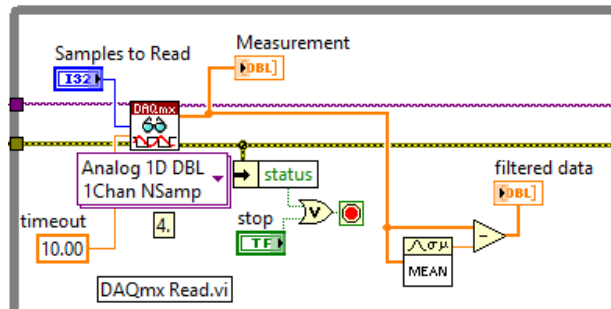 Samples to Read
I32
Measurement
DBL]
DAQmx
Analog 1D DBL
1Chan NSamp
status
filtered data
DBL]
timeout
10.00
4.
stop
TF
V
σμ
MEAN
-
DAQmx Read.vi